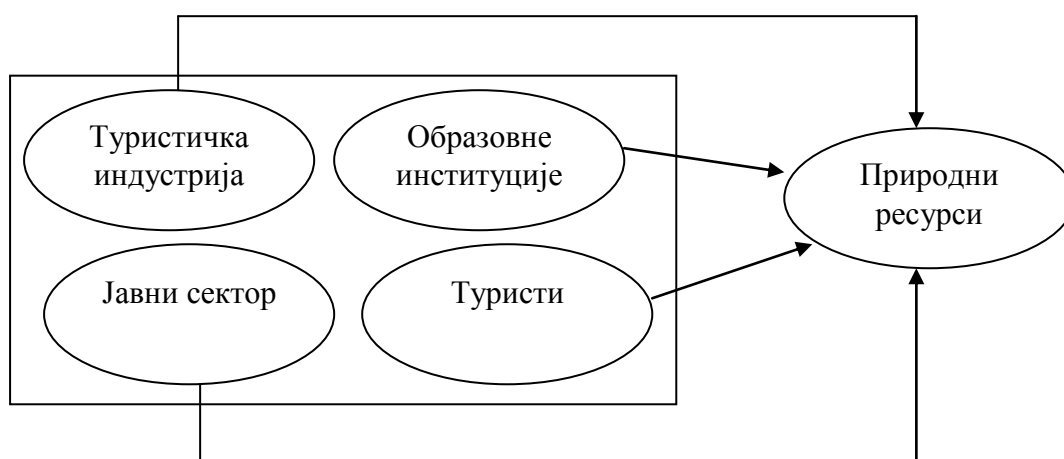 Туристичка
индустрија
Образовне
институције
Природни
ресурси
Јавни сектор
Туристи